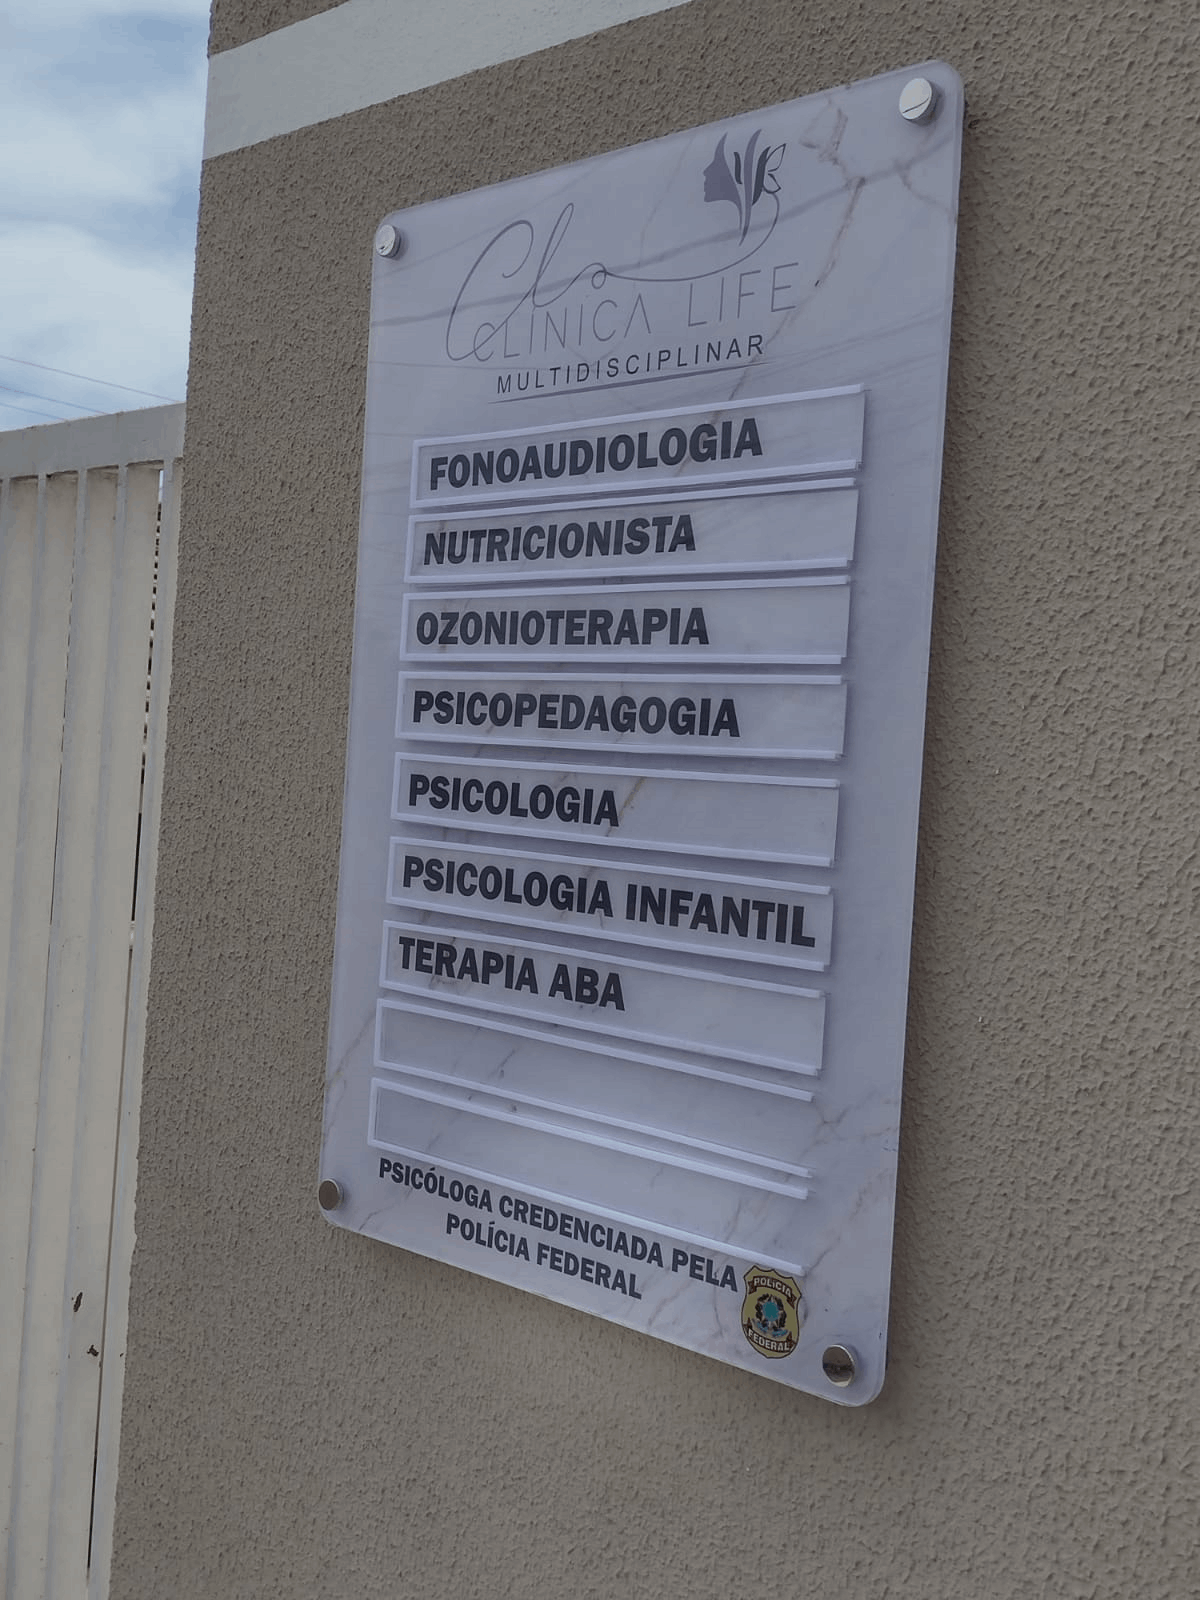 CLÍNICA LIFE
MULTIDISCIPLINAR
FONOAUDIOLOGIA
NUTRICIONISTA
OZONIOTERAPIA
PSICOPEDAGOGIA
PSICOLOGIA
PSICOLOGIA INFANTIL
TERAPIA ABA
PSICÓLOGA CREDENCIADA PELA
POLÍCIA FEDERAL
POLÍCIA
FEDERAL